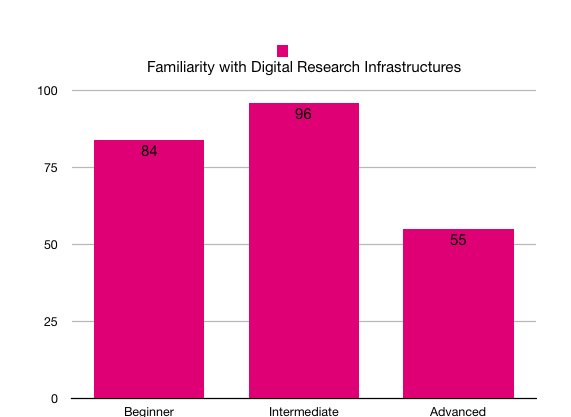 Familiarity with Digital Research Infrastructures
100
75
50
25
0
84
96
55
Beginner
Intermediate
Advanced